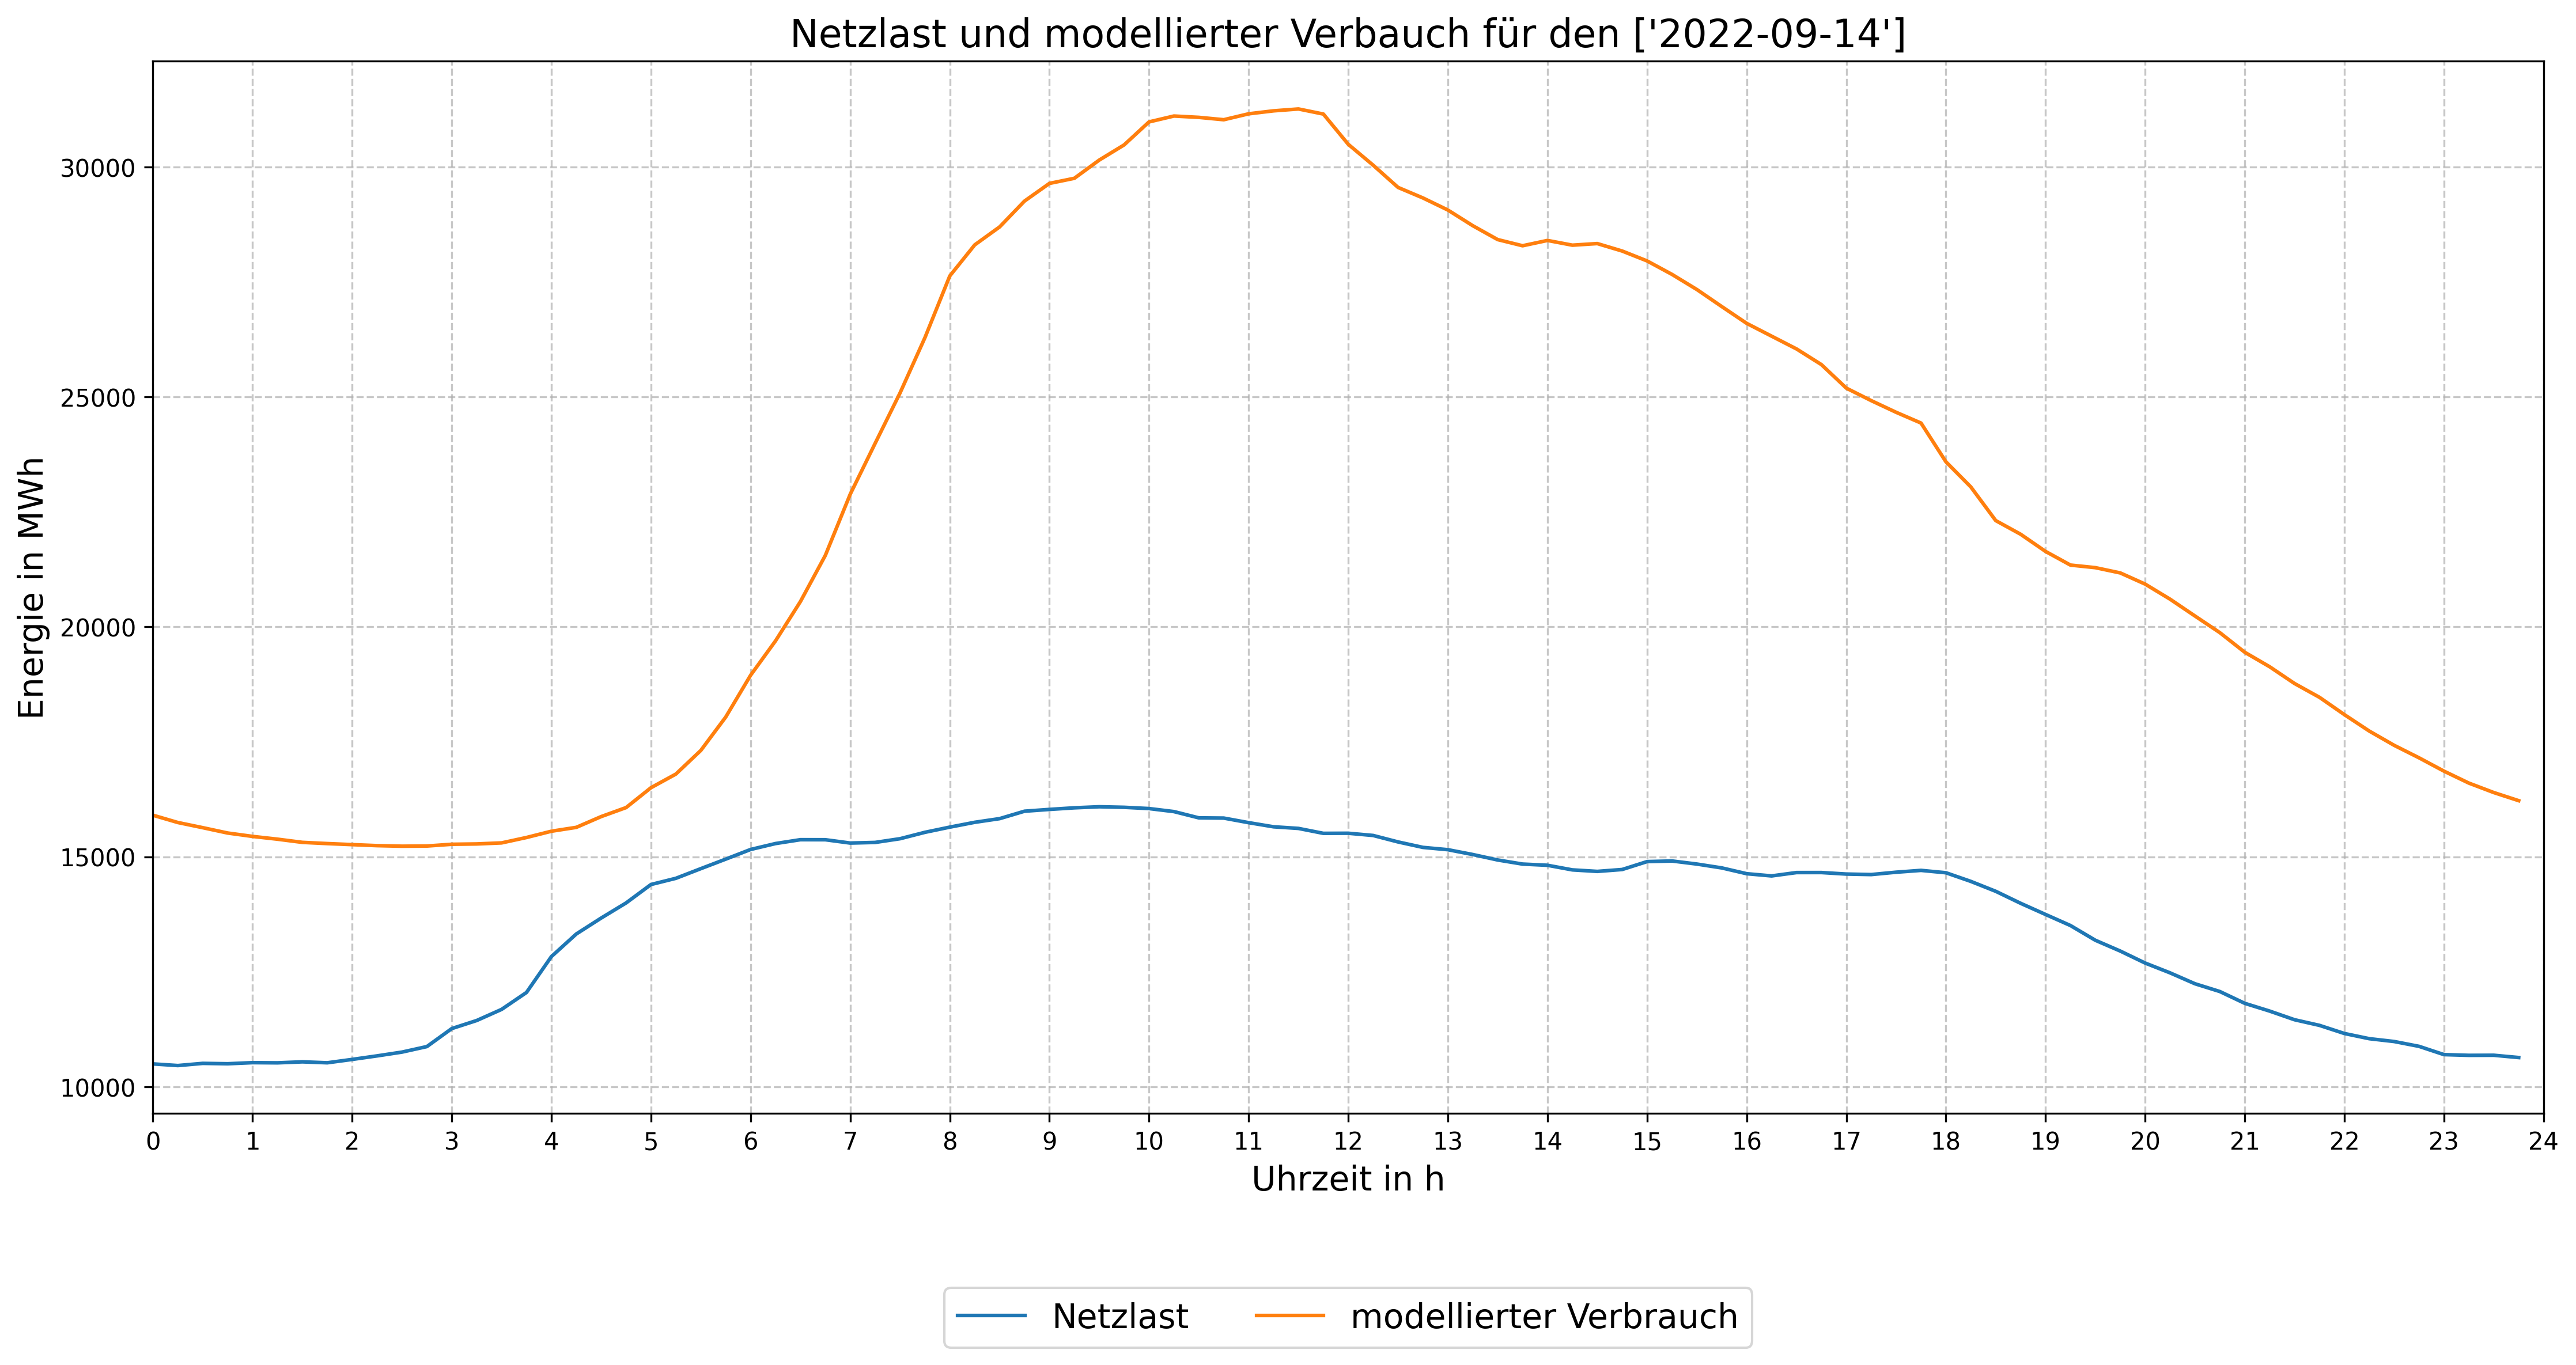 Netzlast und modellierter Verbauch für den ['2022-09-14']
30000
25000
20000
15000
10000
Energie in MWh
0 1 2 3 4 5 6 7 8 9 10 11 12 13 14 15 16 17 18 19 20 21 22 23 24
Uhrzeit in h
Netzlast modellierter Verbrauch